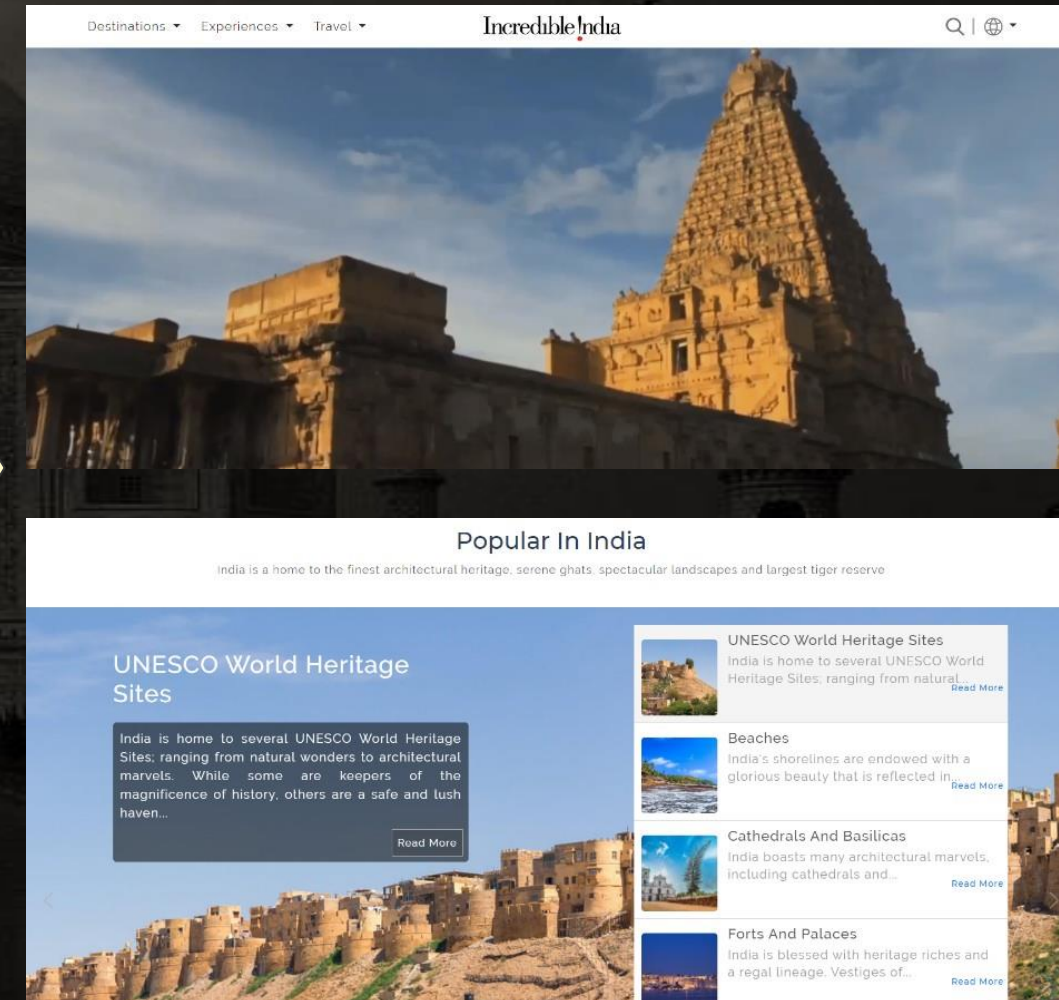 Destinations
Experiences
Travel
Incredible !ndia
Popular In India
India is a home to the finest architectural heritage, serene ghats, spectacular landscapes and largest tiger reserve
UNESCO World Heritage
Sites
India is home to several UNESCO World Heritage
Sites; ranging from natural wonders to architectural
marvels. While some are keepers of the
magnificence of history, others are a safe and lush
haven...
Read More
UNESCO World Heritage Sites
India is home to several UNESCO World
Heritage Sites; ranging from natural...
Read More
Beaches
India's shorelines are endowed with a
glorious beauty that is reflected in...
Read More
Cathedrals And Basilicas
India boasts many architectural marvels,
including cathedrals and...
Read More
Forts And Palaces
India is blessed with heritage riches and
a regal lineage. Vestiges of...
Read More